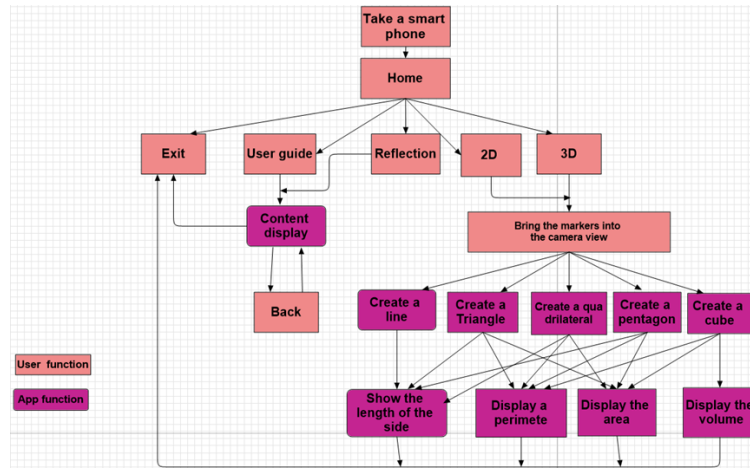 Take a smart
phone
Home
Exit
User guide
Reflection
2D
3D
Content
display
Bring the markers into
the camera view
Back
Create a
line
Create a
Triangle
Create a qua
drilateral
Create a
pentagon
Create a
cube
User function
App function
Show the
length of the
side
Display a
perimete
Display the
area
Display the
volume